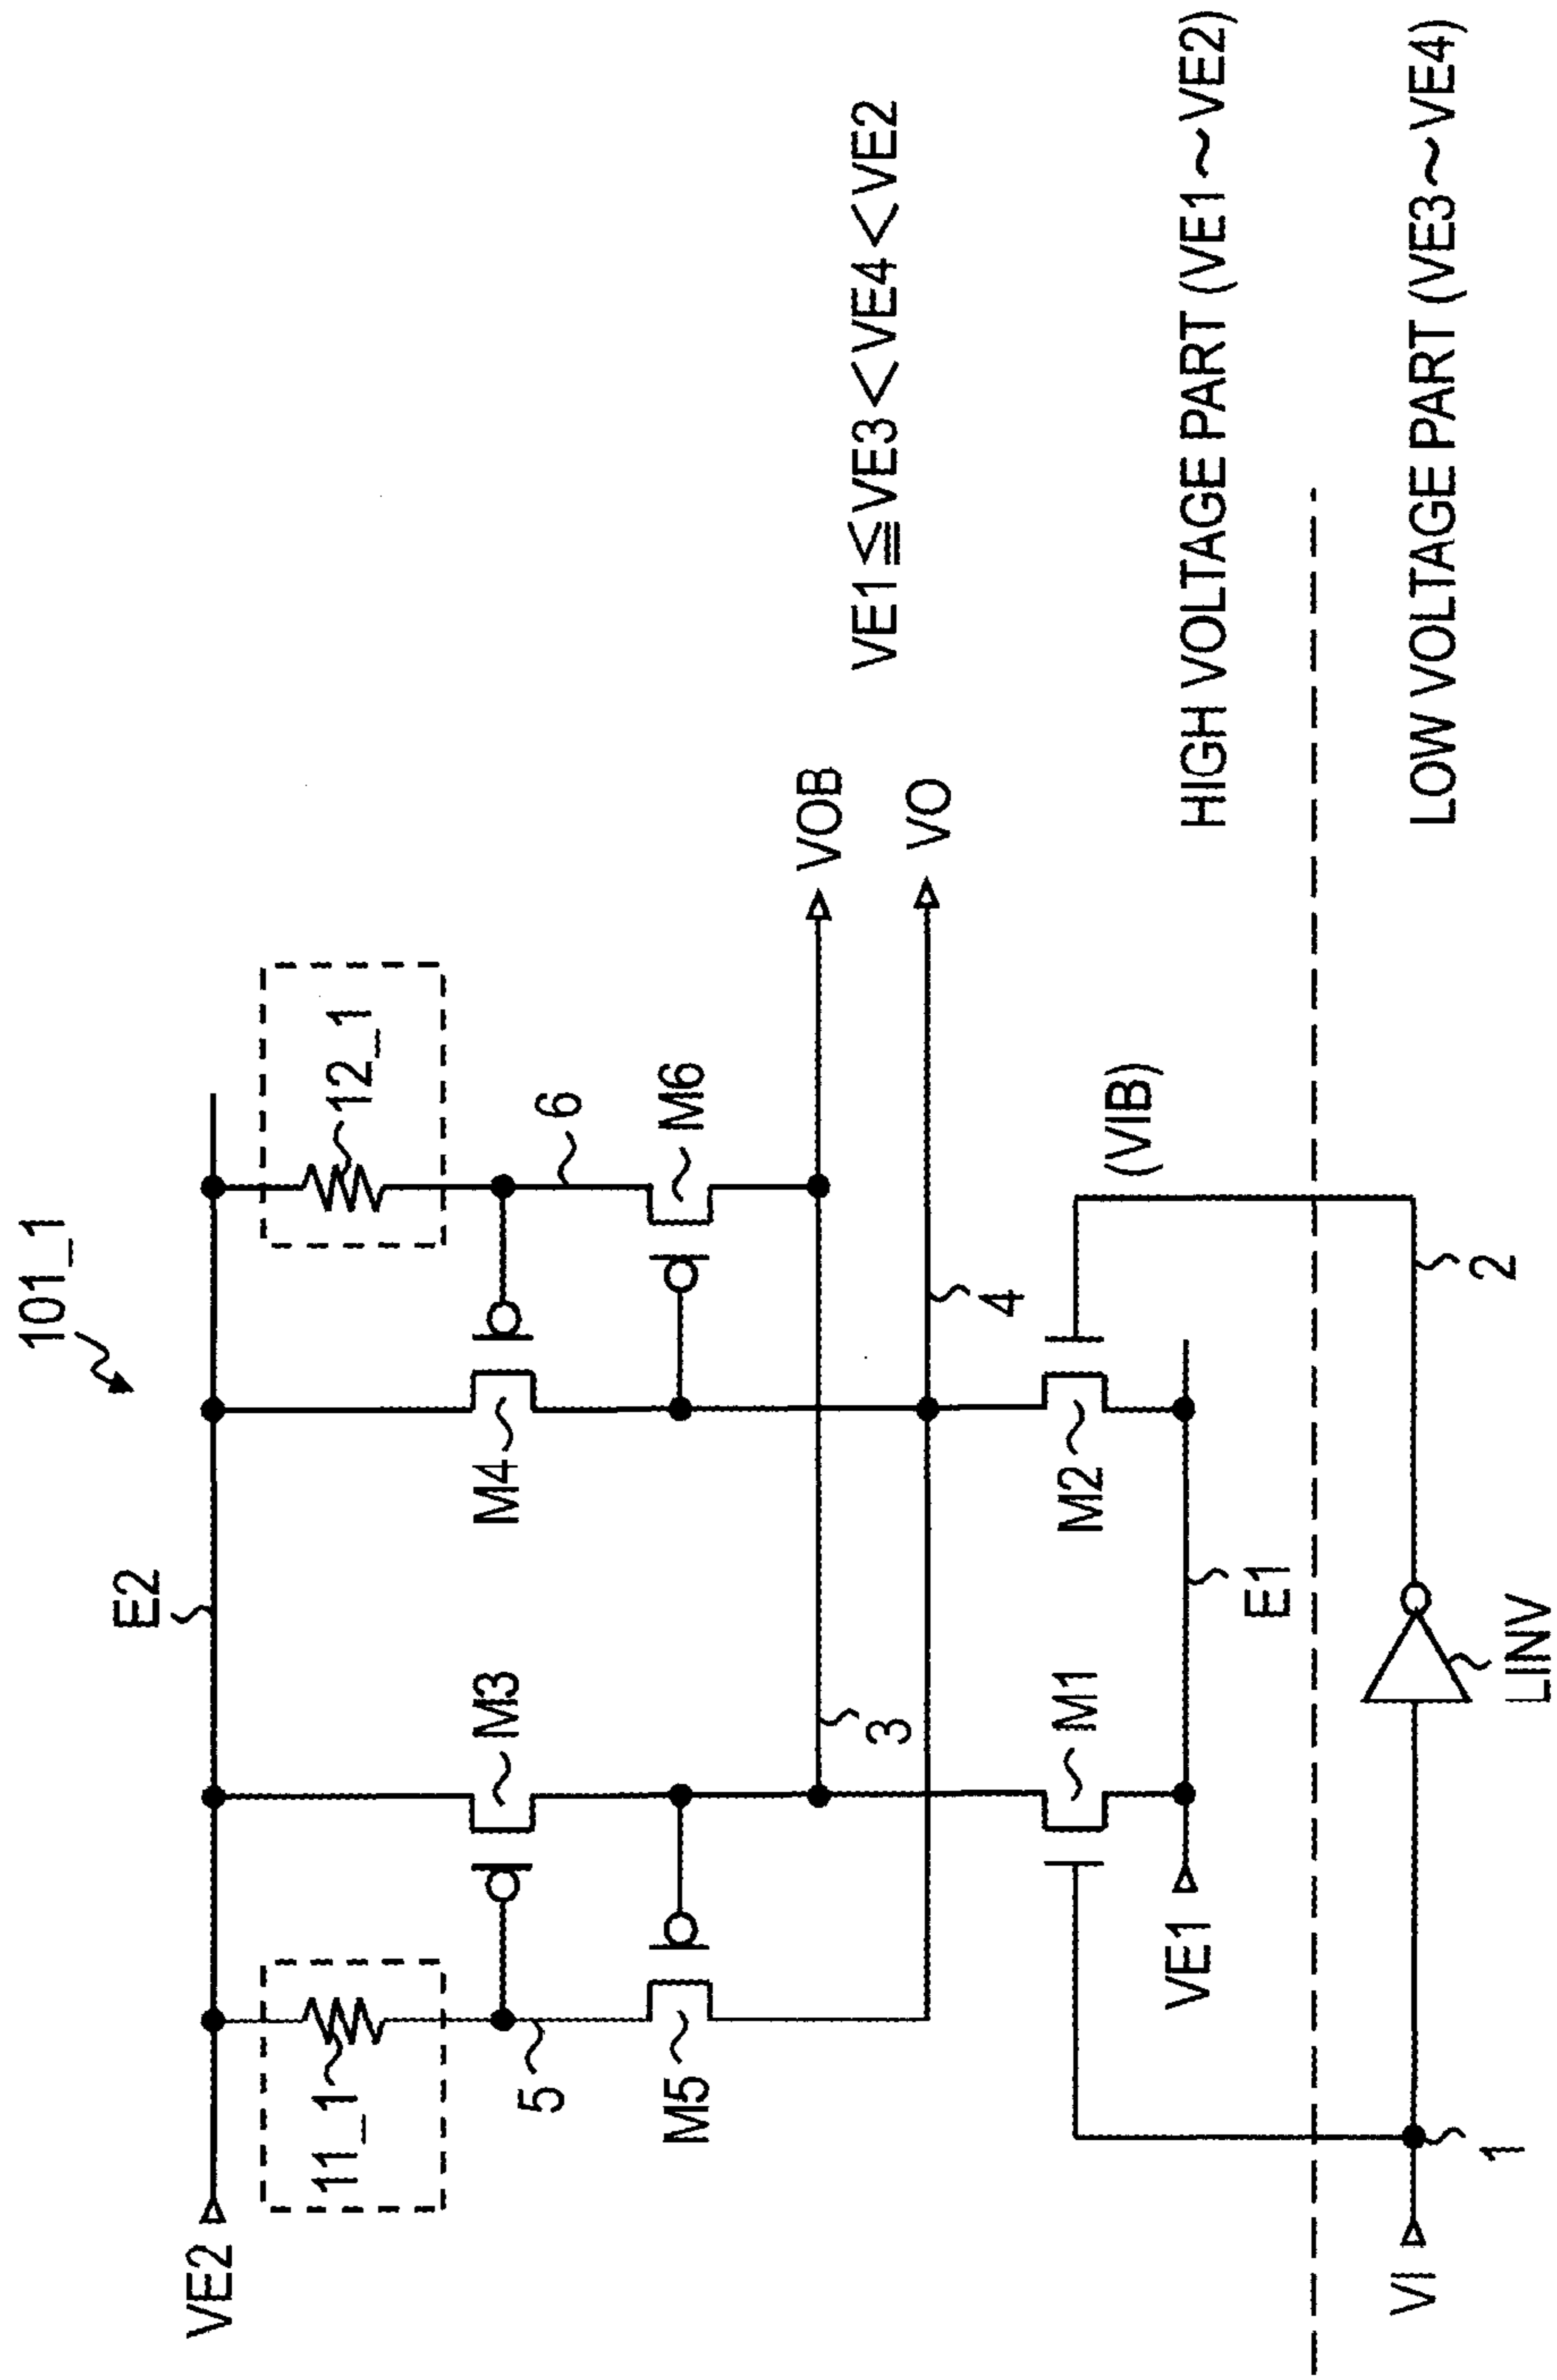 101_1
VE2
E2
11_1
12_1
M3
M4
5
6
M5
M6
VOB
3
VO
VE1≦VE3<VE4<VE2
4
M1
M2
(VIB)
VE1
E1
HIGH VOLTAGE PART (VE1~VE2)
LOW VOLTAGE PART (VE3~VE4)
VI
1
LINV
2